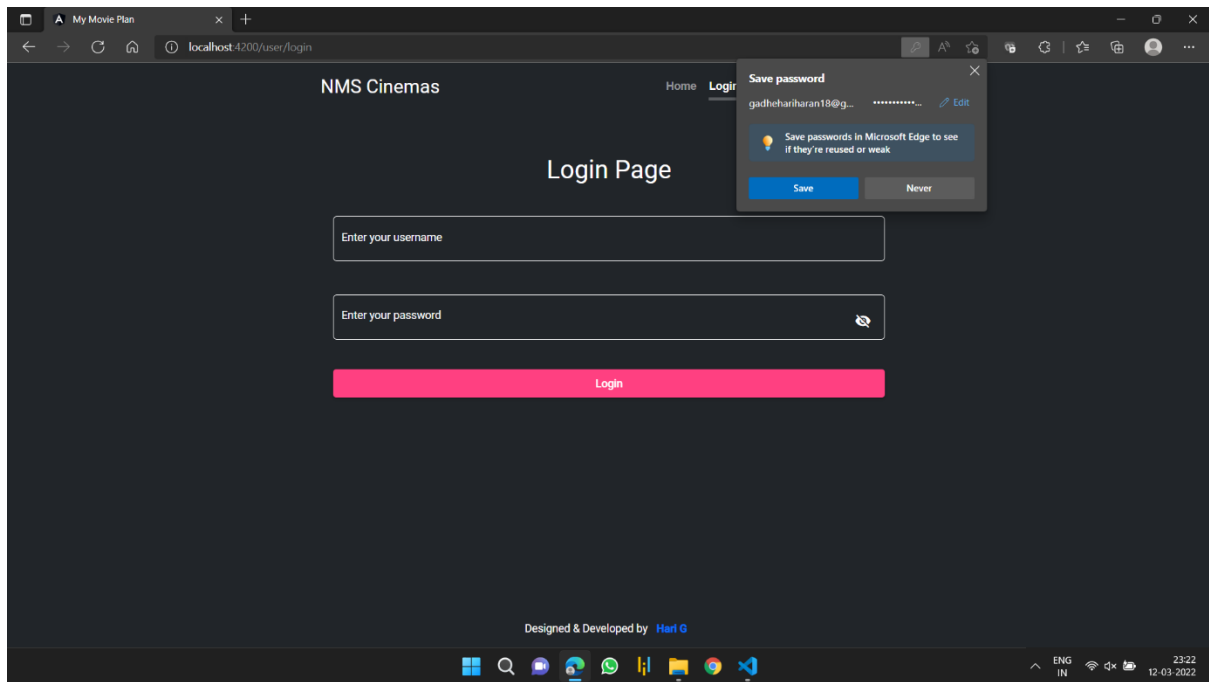 My Movie Plan
localhost:4200/user/login
NMS Cinemas
Home Login
Save password
gadhehariharan18@g... ••••••••••• ... Edit
Save passwords in Microsoft Edge to see
if they're reused or weak
Save Never
Login Page
Enter your username
Enter your password
Login
Designed & Developed by Hari G
ENG
IN
23:22
12-03-2022